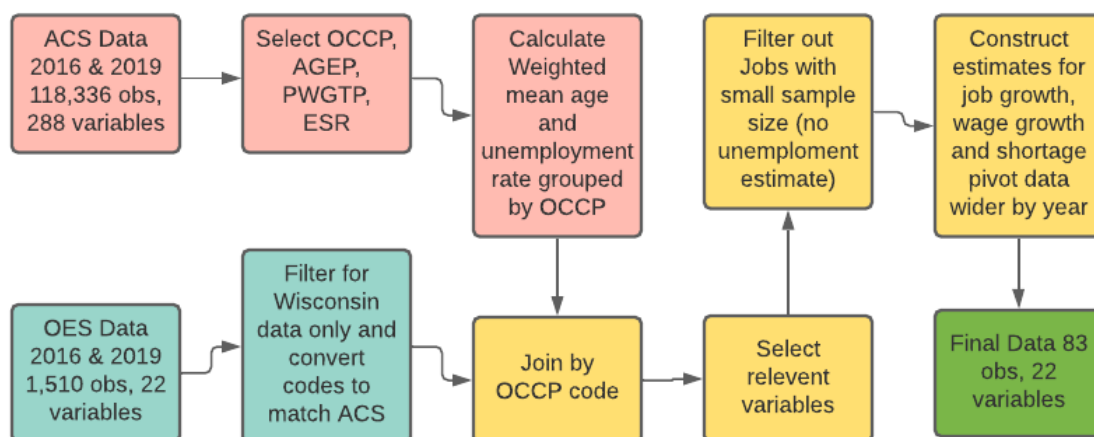 ACS Data
2016 & 2019
118,336 obs,
288 variables
Select OCCP,
AGEP,
PWGTP,
ESR
Calculate
Weighted
mean age
and
unemployment
rate grouped
by OCCP
Filter out
Jobs with
small sample
size (no
unemploment
estimate)
Construct
estimates for
job growth,
wage growth
and shortage
pivot data
wider by year
OES Data
2016 & 2019
1,510 obs, 22
variables
Filter for
Wisconsin
data only and
convert
codes to
match ACS
Join by
OCCP code
Select
relevent
variables
Final Data 83
obs, 22
variables